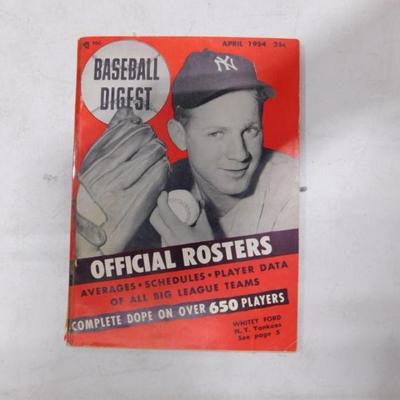 APRIL 1954 25c
BASEBALL
DIGEST
NY
OFFICIAL ROSTERS
AVERAGES • SCHEDULES • PLAYER DATA
OF ALL BIG LEAGUE TEAMS
COMPLETE DOPE ON OVER 650 PLAYERS
WHITEY FORD
N. Y. Yankees
See page 5